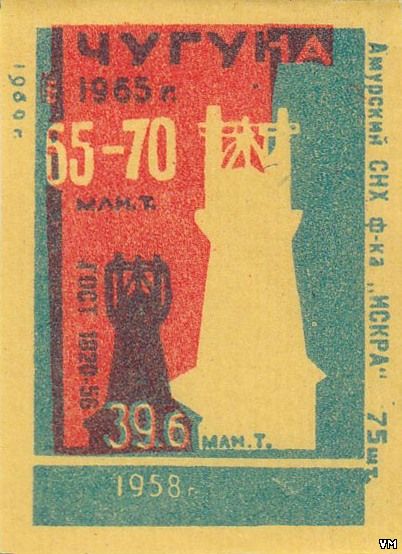 ЧУГУНА
1965 г.
65-70
МЛН.Т.
ГОСТ 1820-56
39.6 МЛН.Т.
1958 г.
1960 г.
Амурский СНХ ф-ка „ИСКРА" 75 шт.
VM